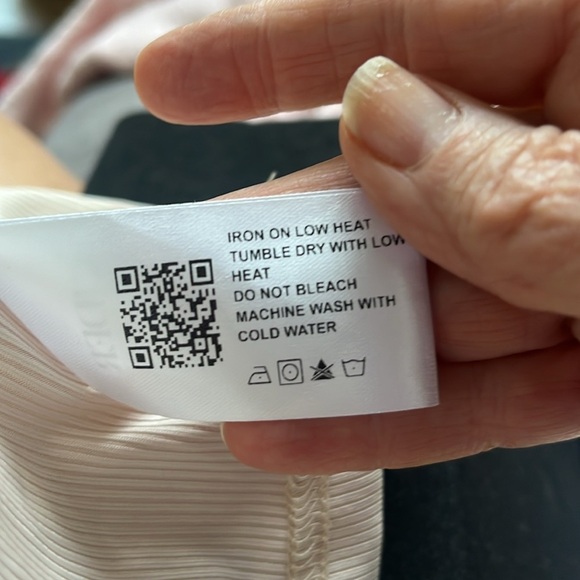 IRON ON LOW HEAT
TUMBLE DRY WITH LOW
HEAT
DO NOT BLEACH
MACHINE WASH WITH
COLD WATER